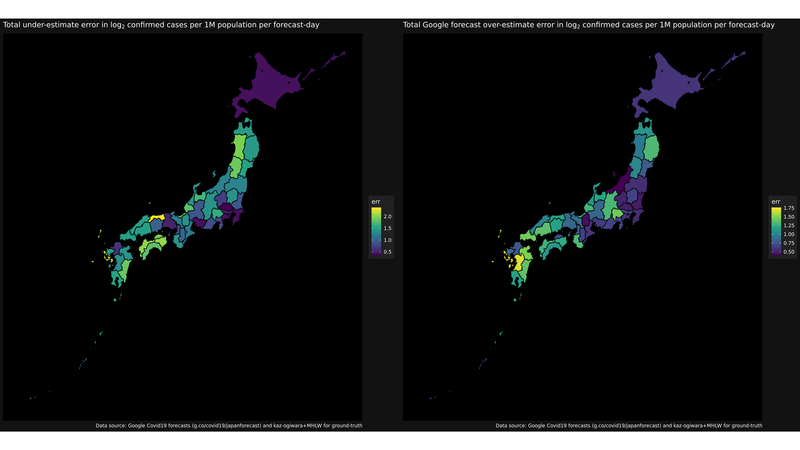 Total under-estimate error in log2 confirmed cases per 1M population per forecast-day
err
2.0
1.5
1.0
0.5
Data source: Google Covid19 forecasts (g.co/covid19/japanforecast) and kaz-ogiwara+MHLW for ground-truth
Total Google forecast over-estimate error in log2 confirmed cases per 1M population per forecast-day
err
1.75
1.50
1.25
1.00
0.75
0.50
Data source: Google Covid19 forecasts (g.co/covid19/japanforecast) and kaz-ogiwara+MHLW for ground-truth